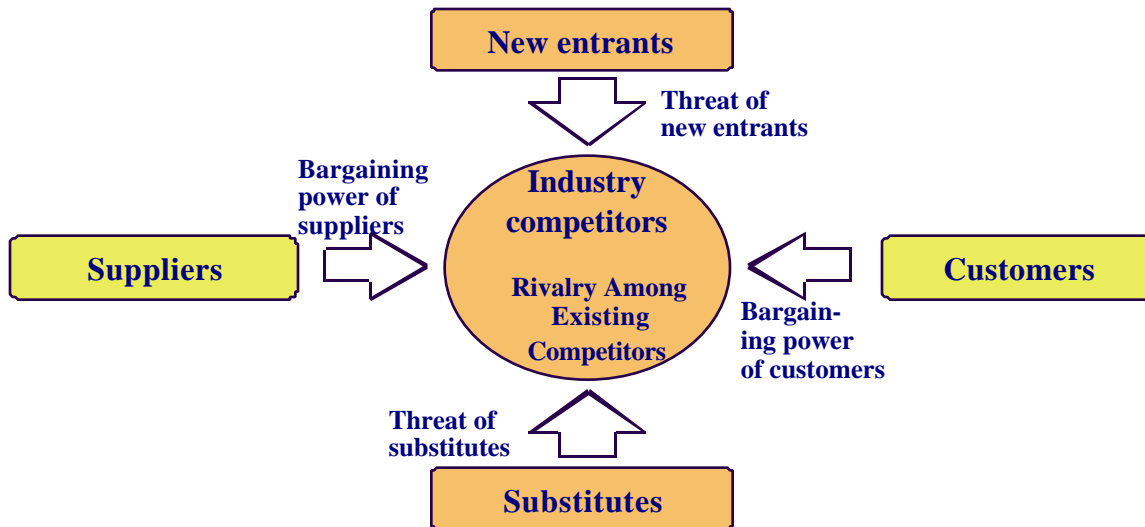 New entrants
Threat of
new entrants
Bargaining
power of
suppliers
Industry
competitors
Suppliers
Customers
Rivalry Among
Existing
Competitors
Bargain-
ing power
of customers
Threat of
substitutes
Substitutes